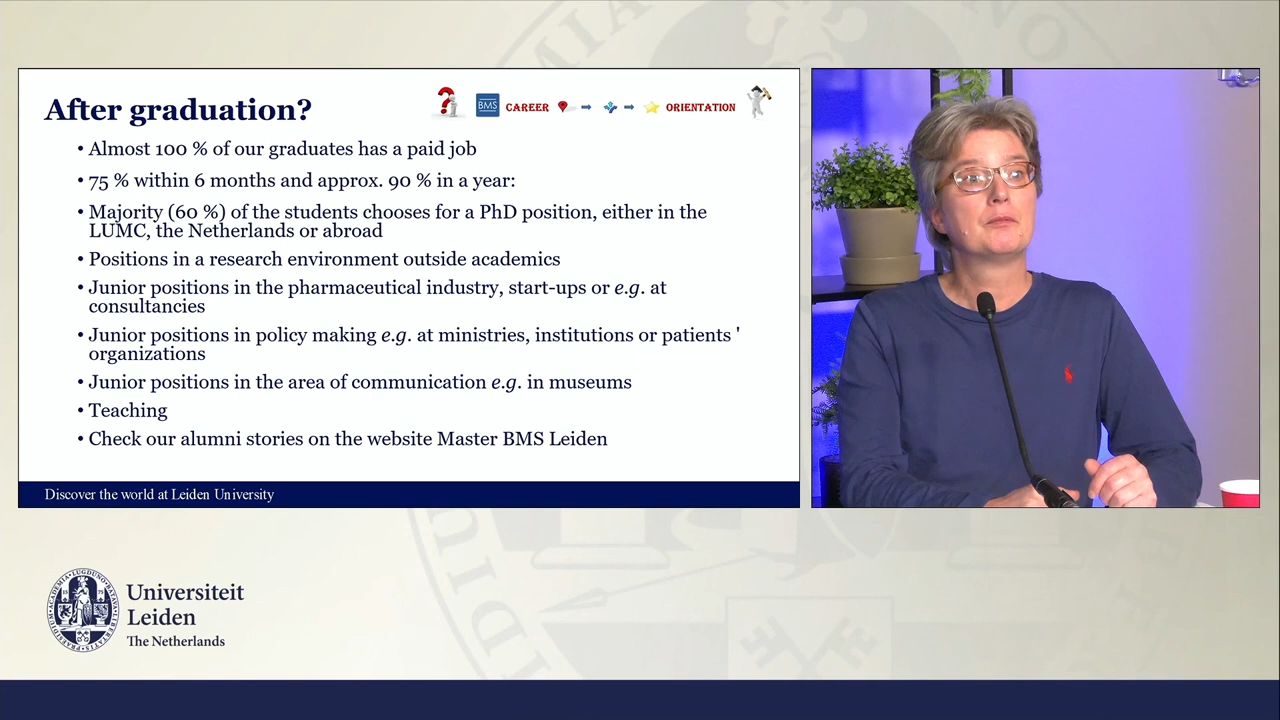 After graduation?
BMS CAREER ORIENTATION
• Almost 100 % of our graduates has a paid job
• 75 % within 6 months and approx. 90 % in a year:
• Majority (60 %) of the students chooses for a PhD position, either in the
LUMC, the Netherlands or abroad
• Positions in a research environment outside academics
• Junior positions in the pharmaceutical industry, start-ups or e.g. at
consultancies
• Junior positions in policy making e.g. at ministries, institutions or patients '
organizations
• Junior positions in the area of communication e.g. in museums
• Teaching
• Check our alumni stories on the website Master BMS Leiden
Discover the world at Leiden University
Universiteit
Leiden
The Netherlands